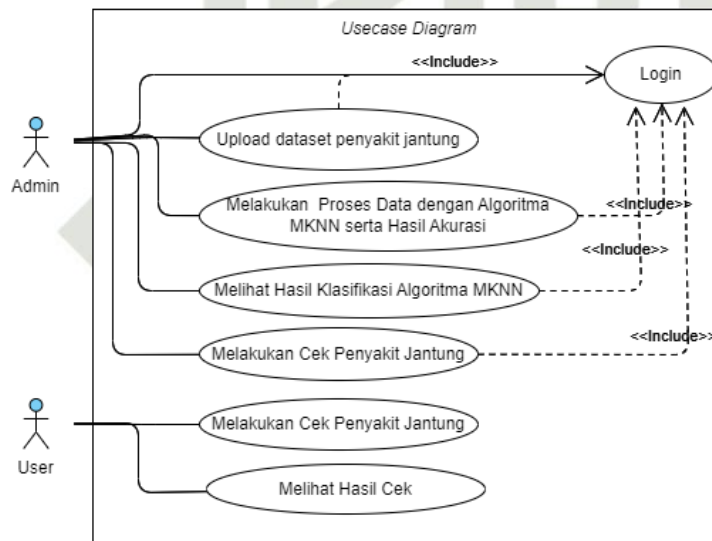 Usecase Diagram
<<Include>>
Login
Upload dataset penyakit jantung
Admin
Melakukan Proses Data dengan Algoritma
MKNN serta Hasil Akurasi
<<Include>>
<<Include>>
Melihat Hasil Klasifikasi Algoritma MKNN
<<Include>>
Melakukan Cek Penyakit Jantung
Melakukan Cek Penyakit Jantung
User
Melihat Hasil Cek